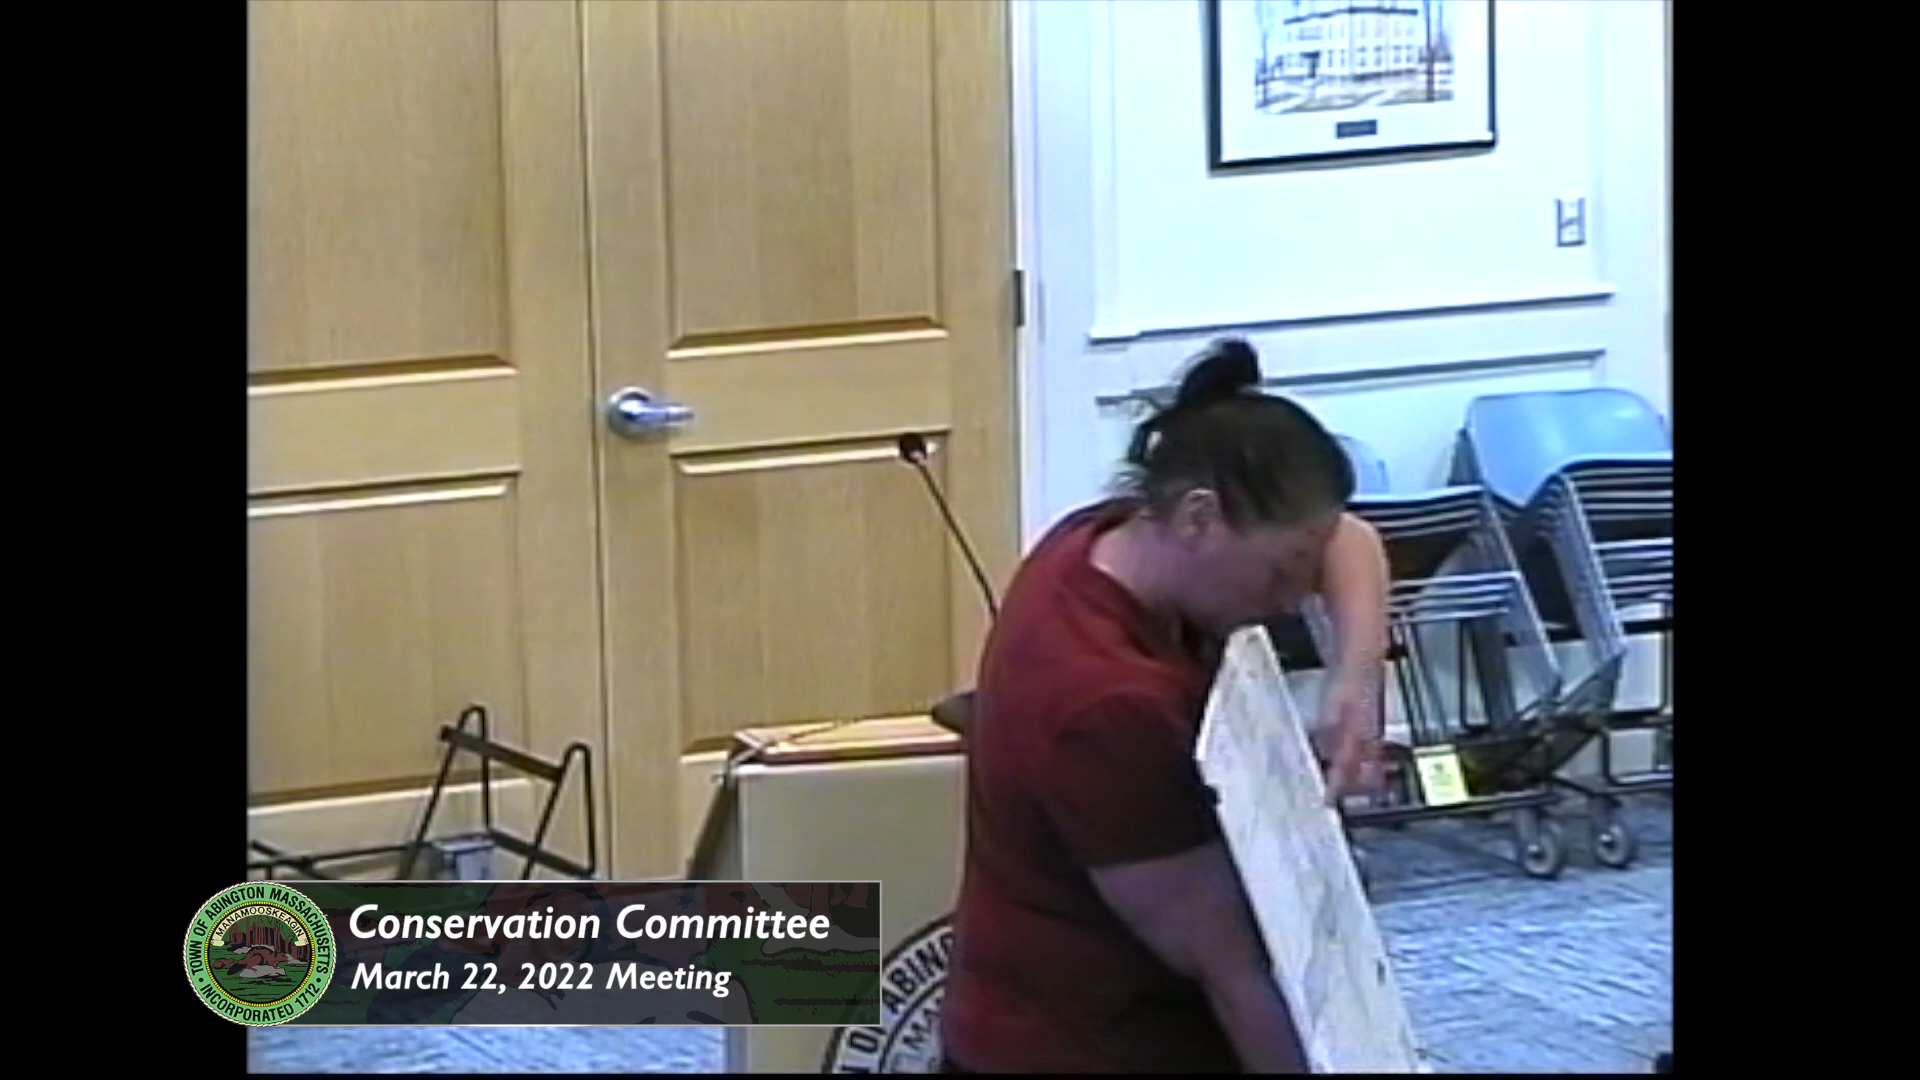 Conservation Committee
March 22, 2022 Meeting
TOWN OF ABINGTON MASSACHUSETTS
MANAMOOSKEAGIN
INCORPORATED 1712